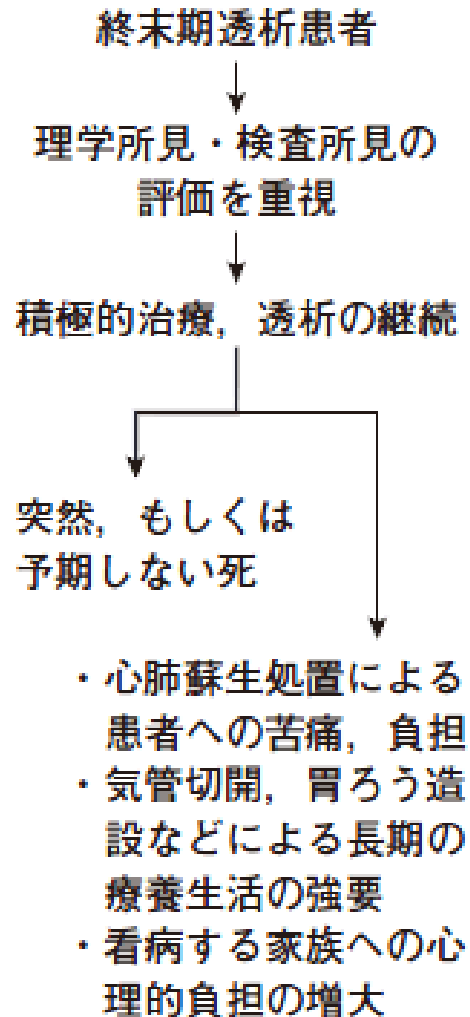 終末期透析患者
理学所見・検査所見の
評価を重視
積極的治療，透析の継続
突然，もしくは
予期しない死
・心肺蘇生処置による
患者への苦痛，負担
・気管切開，胃ろう造
設などによる長期の
療養生活の強要
・看病する家族への心
理的負担の増大